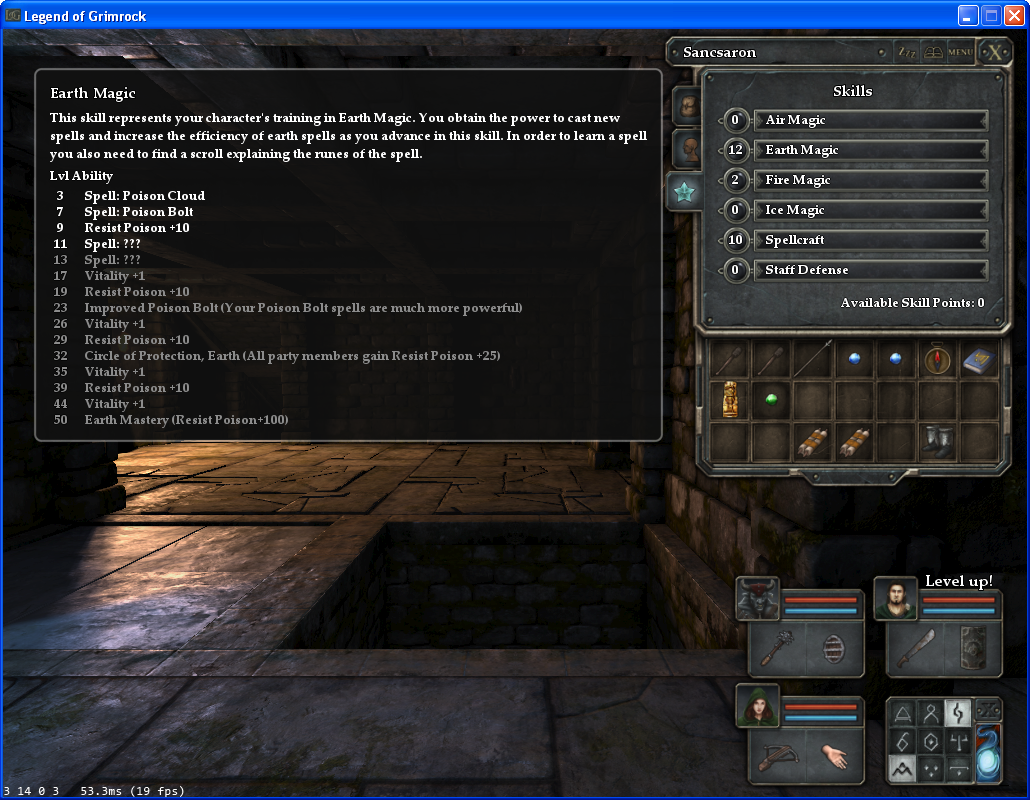 Legend of Grimrock
Sancsaron
Zzz
MENU
X
Earth Magic
This skill represents your character's training in Earth Magic. You obtain the power to cast new
spells and increase the efficiency of earth spells as you advance in this skill. In order to learn a spell
you also need to find a scroll explaining the runes of the spell.
Lvl Ability
3 Spell: Poison Cloud
7 Spell: Poison Bolt
9 Resist Poison +10
11 Spell: ???
13 Spell: ???
17 Vitality +1
19 Resist Poison +10
23 Improved Poison Bolt (Your Poison Bolt spells are much more powerful)
26 Vitality +1
29 Resist Poison +10
32 Circle of Protection, Earth (All party members gain Resist Poison +25)
35 Vitality +1
39 Resist Poison +10
44 Vitality +1
50 Earth Mastery (Resist Poison+100)
Skills
0 Air Magic
12 Earth Magic
2 Fire Magic
0 Ice Magic
10 Spellcraft
0 Staff Defense
Available Skill Points: 0
Level up!
3 14 0 3 53.3ms (19 fps)